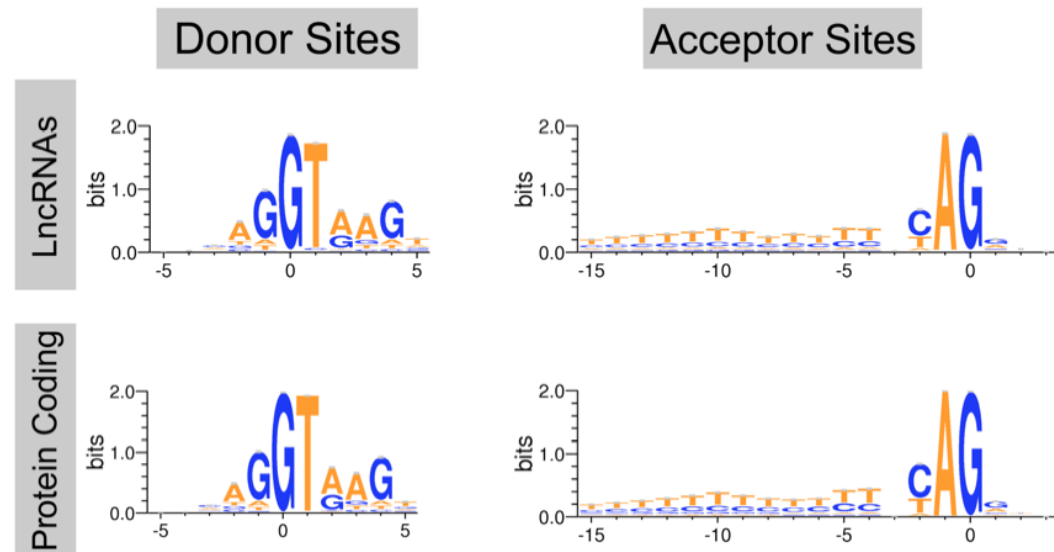 Donor Sites
Acceptor Sites
LncRNAs
bits
2.0
1.0
0.0
A G G T A A G
G
-5
0
5
bits
2.0
1.0
0.0
T T T T T T T T T T T T C A G
C C C C C C C C C C T
-15
-10
-5
0
Protein Coding
bits
2.0
1.0
0.0
A G G T A A G
G
-5
0
5
bits
2.0
1.0
0.0
T T T T T T T T T T T T C A G
C C C C C C C C C C T
-15
-10
-5
0